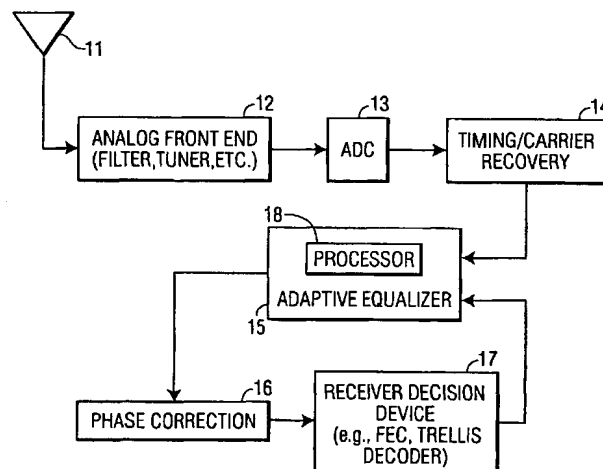 11
12
ANALOG FRONT END
(FILTER,TUNER,ETC.)
13
ADC
14
TIMING/CARRIER
RECOVERY
18
PROCESSOR
ADAPTIVE EQUALIZER
15
16
PHASE CORRECTION
17
RECEIVER DECISION
DEVICE
(e.g., FEC, TRELLIS
DECODER)